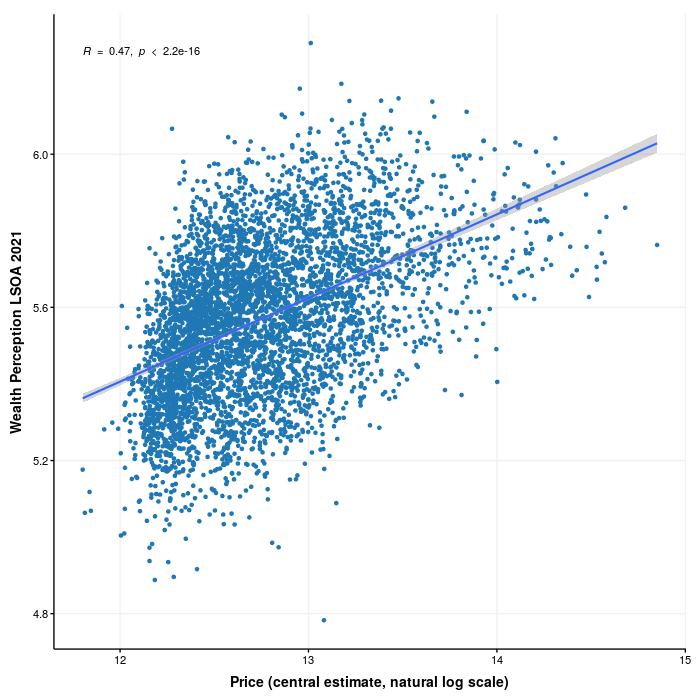 R = 0.47, p < 2.2e-16
6.0
5.6
5.2
4.8
Wealth Perception LSOA 2021
12 13 14 15
Price (central estimate, natural log scale)